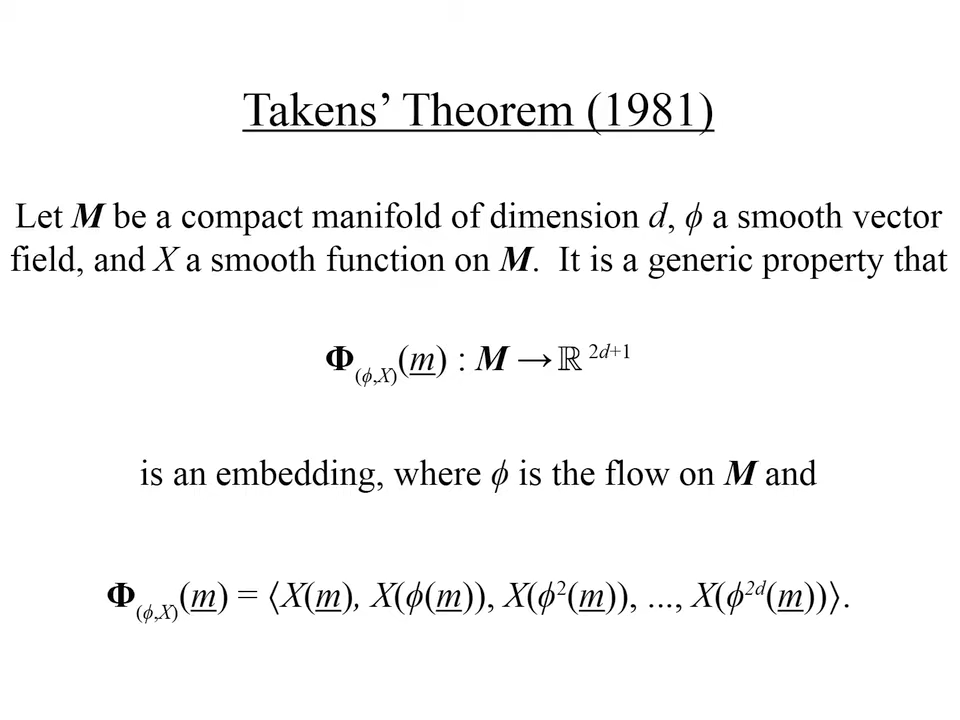 Takens’ Theorem (1981)
Let M be a compact manifold of dimension d, ϕ a smooth vector
field, and X a smooth function on M.  It is a generic property that
Φ(ϕ,X)(m) : M → ℝ 2d+1
is an embedding, where ϕ is the flow on M and
Φ(ϕ,X)(m) = ⟨X(m), X(ϕ(m)), X(ϕ²(m)), ..., X(ϕ²ᵈ(m))⟩.